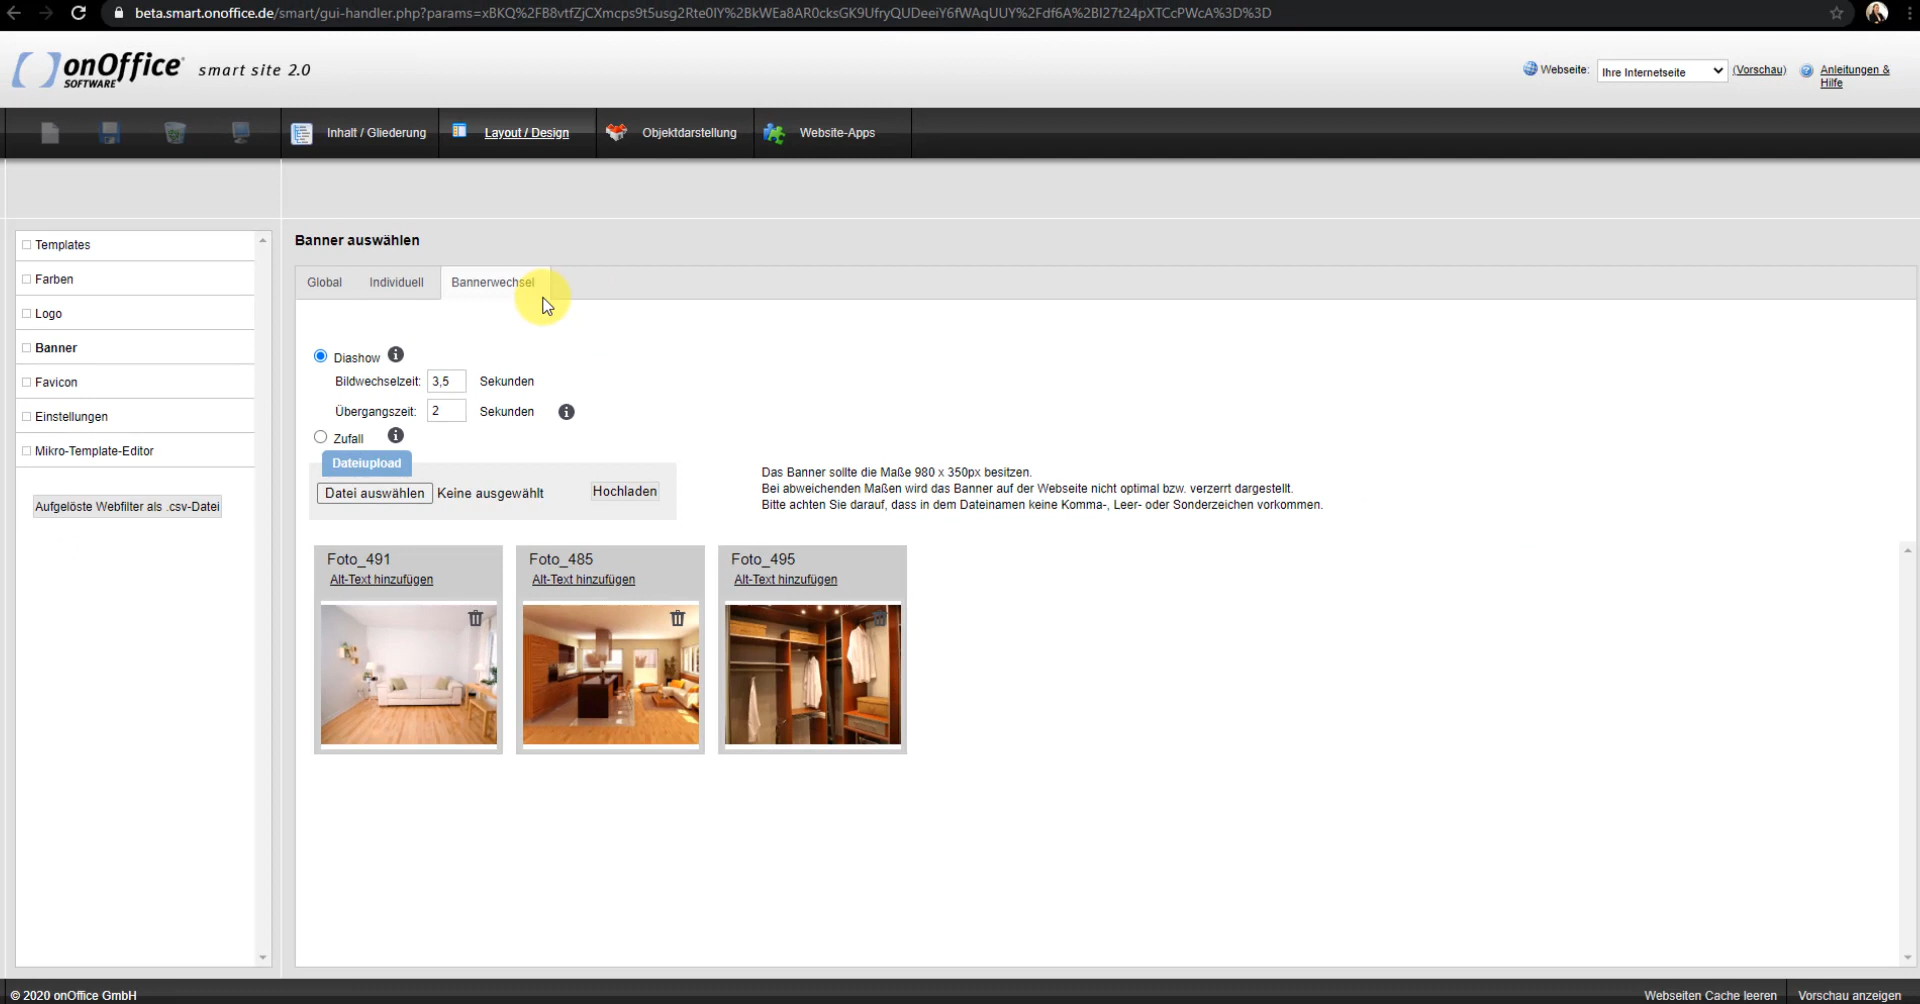 beta.smart.onoffice.de/smart/gui-handler.php?params=xBKQ%2FB8vtfZjCXmcps9t5usg2Rte0lY%2BkWEa8AR0cksGK9UfryQUDeeiY6fWAqUUY%2Fdf6A%2Bl27t24pXTCcPWcA%3D%3D
onOffice SOFTWARE smart site 2.0
Webseite: Ihre Internetseite (Vorschau) Anleitungen &
Hilfe
Inhalt / Gliederung Layout / Design Objektdarstellung Website-Apps
Templates
Farben
Logo
Banner
Favicon
Einstellungen
Mikro-Template-Editor
Aufgelöste Webfilter als .csv-Datei
Banner auswählen
Global Individuell Bannerwechsel
Diashow
Bildwechselzeit: 3,5 Sekunden
Übergangszeit: 2 Sekunden
Zufall
Dateiupload
Datei auswählen Keine ausgewählt Hochladen
Das Banner sollte die Maße 980 x 350px besitzen.
Bei abweichenden Maßen wird das Banner auf der Webseite nicht optimal bzw. verzerrt dargestellt.
Bitte achten Sie darauf, dass in dem Dateinamen keine Komma-, Leer- oder Sonderzeichen vorkommen.
Foto_491 Foto_485 Foto_495
Alt-Text hinzufügen Alt-Text hinzufügen Alt-Text hinzufügen
© 2020 onOffice GmbH Webseiten Cache leeren Vorschau anzeigen